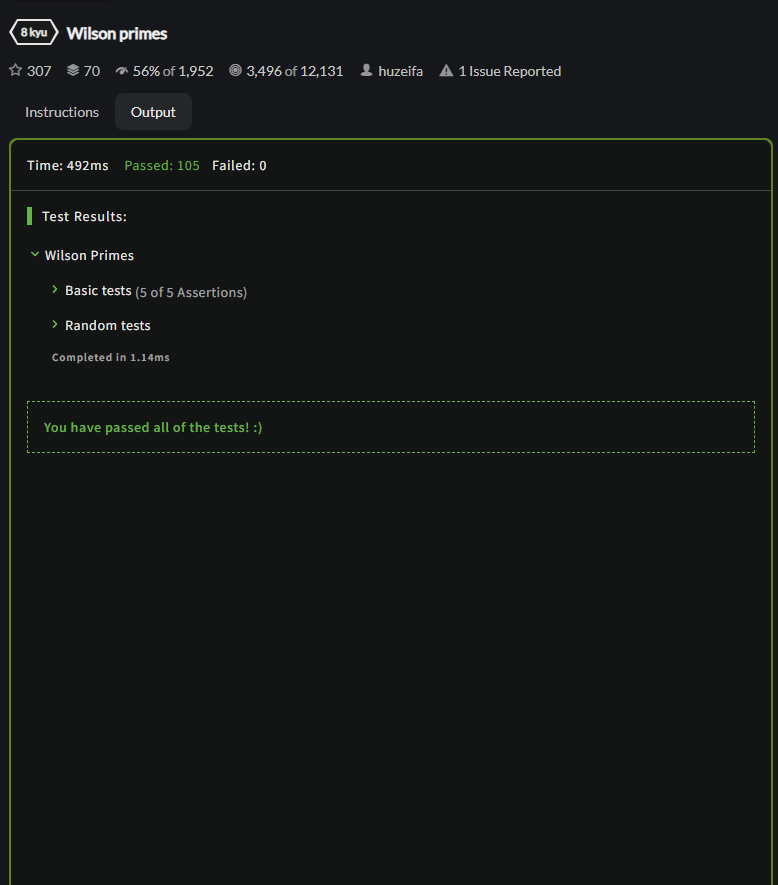 8 kyu Wilson primes
307 70 56% of 1,952 3,496 of 12,131 huzeifa 1 Issue Reported
Instructions Output
Time: 492ms Passed: 105 Failed: 0
Test Results:
Wilson Primes
Basic tests (5 of 5 Assertions)
Random tests
Completed in 1.14ms
You have passed all of the tests! :)